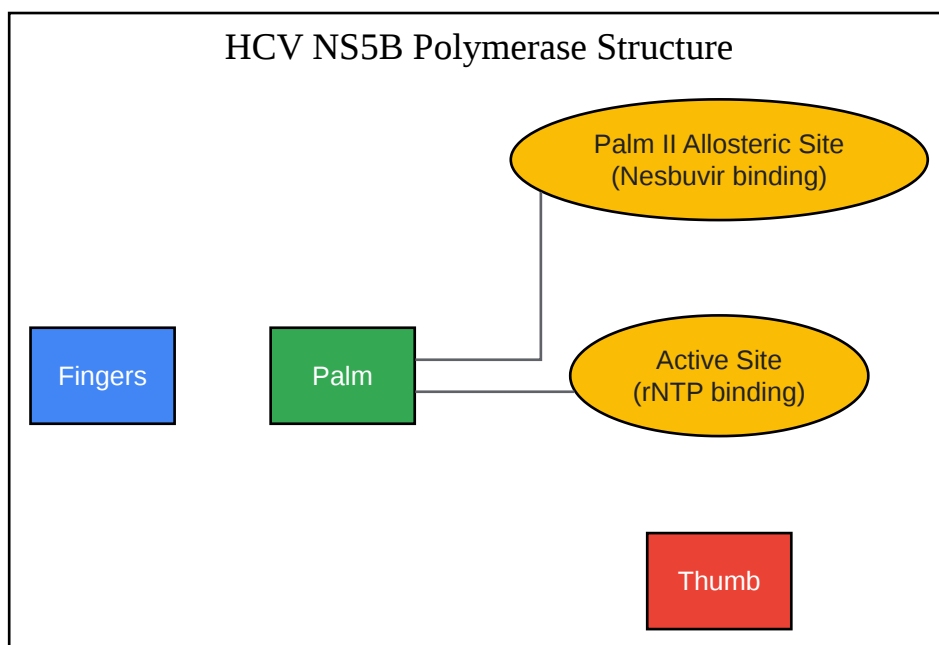 HCV NS5B Polymerase Structure
Palm II Allosteric Site
(Nesbuvir binding)
Fingers
Palm
Active Site
(rNTP binding)
Thumb